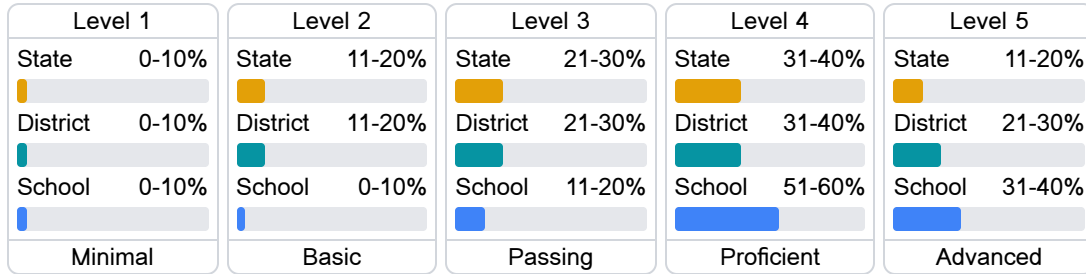 Level 1
State 0-10%
District 0-10%
School 0-10%
Minimal
Level 2
State 11-20%
District 11-20%
School 0-10%
Basic
Level 3
State 21-30%
District 21-30%
School 11-20%
Passing
Level 4
State 31-40%
District 31-40%
School 51-60%
Proficient
Level 5
State 11-20%
District 21-30%
School 31-40%
Advanced